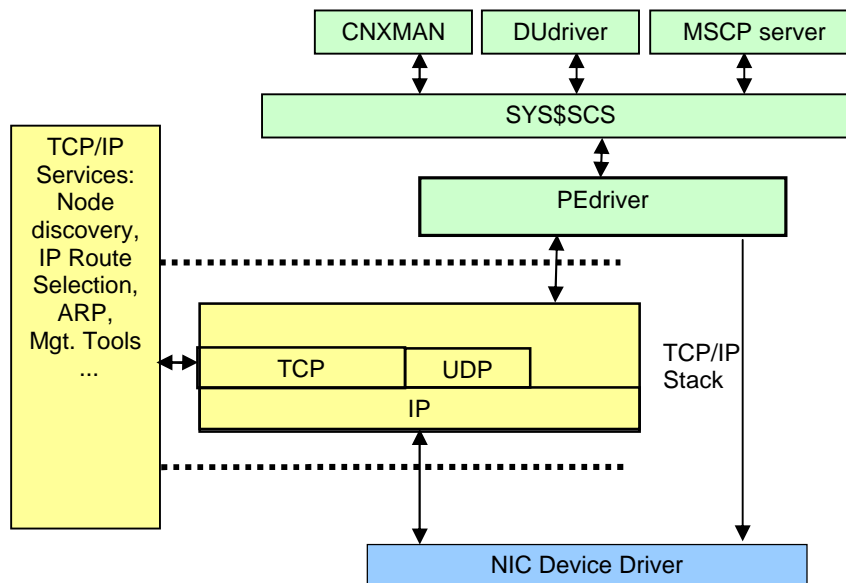 CNXMAN
DUdriver
MSCP server
SYS$SCS
TCP/IP
Services:
Node
discovery,
IP Route
Selection,
ARP,
Mgt. Tools
...
PEdriver
TCP
UDP
IP
TCP/IP
Stack
NIC Device Driver